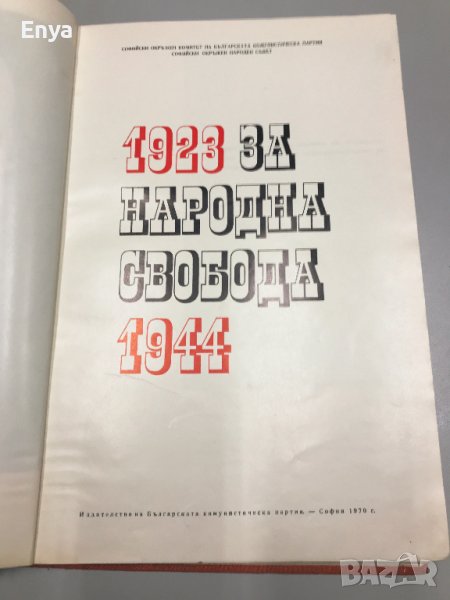 Enya
СОФИЙСКИ ОКРЪЖЕН КОМИТЕТ НА БЪЛГАРСКАТА КОМУНИСТИЧЕСКА ПАРТИЯ
СОФИЙСКИ ОКРЪЖЕН НАРОДЕН СЪВЕТ
1923 ЗА
НАРОДНА
СВОБОДА
1944
Издателство на Българската комунистическа партия. — София 1970 г.
BAZAR